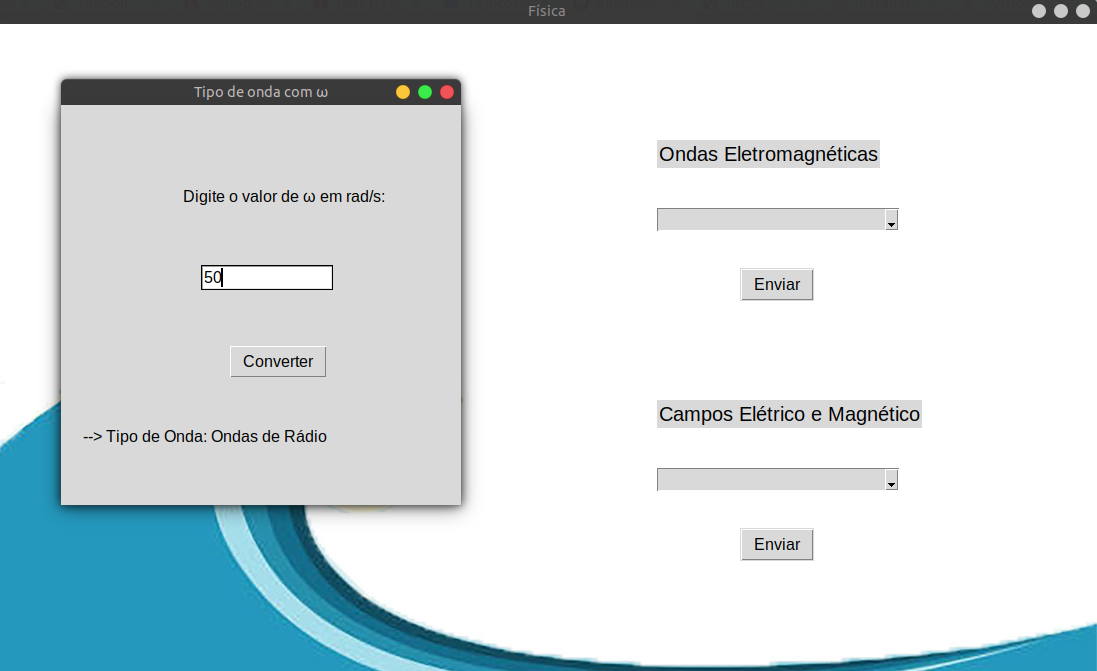 Física
Tipo de onda com ω
Digite o valor de ω em rad/s:
50
Converter
--> Tipo de Onda: Ondas de Rádio
Ondas Eletromagnéticas
Enviar
Campos Elétrico e Magnético
Enviar